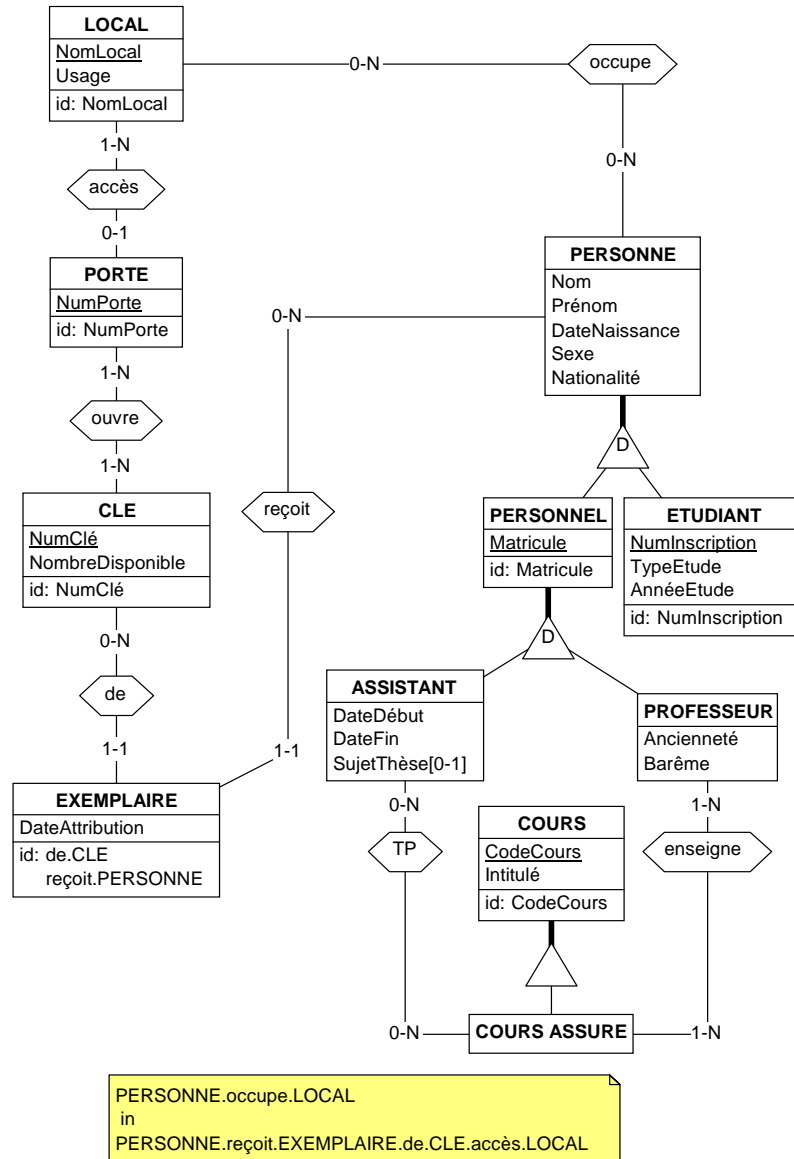 LOCAL
NomLocal
Usage
id: NomLocal
0-N
occupe
1-N
accès
0-1
0-N
PORTE
NumPorte
id: NumPorte
PERSONNE
Nom
Prénom
DateNaissance
Sexe
Nationalité
0-N
1-N
ouvre
1-N
D
CLE
NumClé
NombreDisponible
id: NumClé
reçoit
PERSONNEL
Matricule
id: Matricule
ETUDIANT
NumInscription
TypeEtude
AnnéeEtude
id: NumInscription
0-N
de
1-1
1-1
D
ASSISTANT
DateDébut
DateFin
SujetThèse[0-1]
PROFESSEUR
Ancienneté
Barême
EXEMPLAIRE
DateAttribution
id: de.CLE
reçoit.PERSONNE
0-N
TP
COURS
CodeCours
Intitulé
id: CodeCours
1-N
enseigne
0-N
COURS ASSURE
1-N
PERSONNE.occupe.LOCAL
in
PERSONNE.reçoit.EXEMPLAIRE.de.CLE.accès.LOCAL